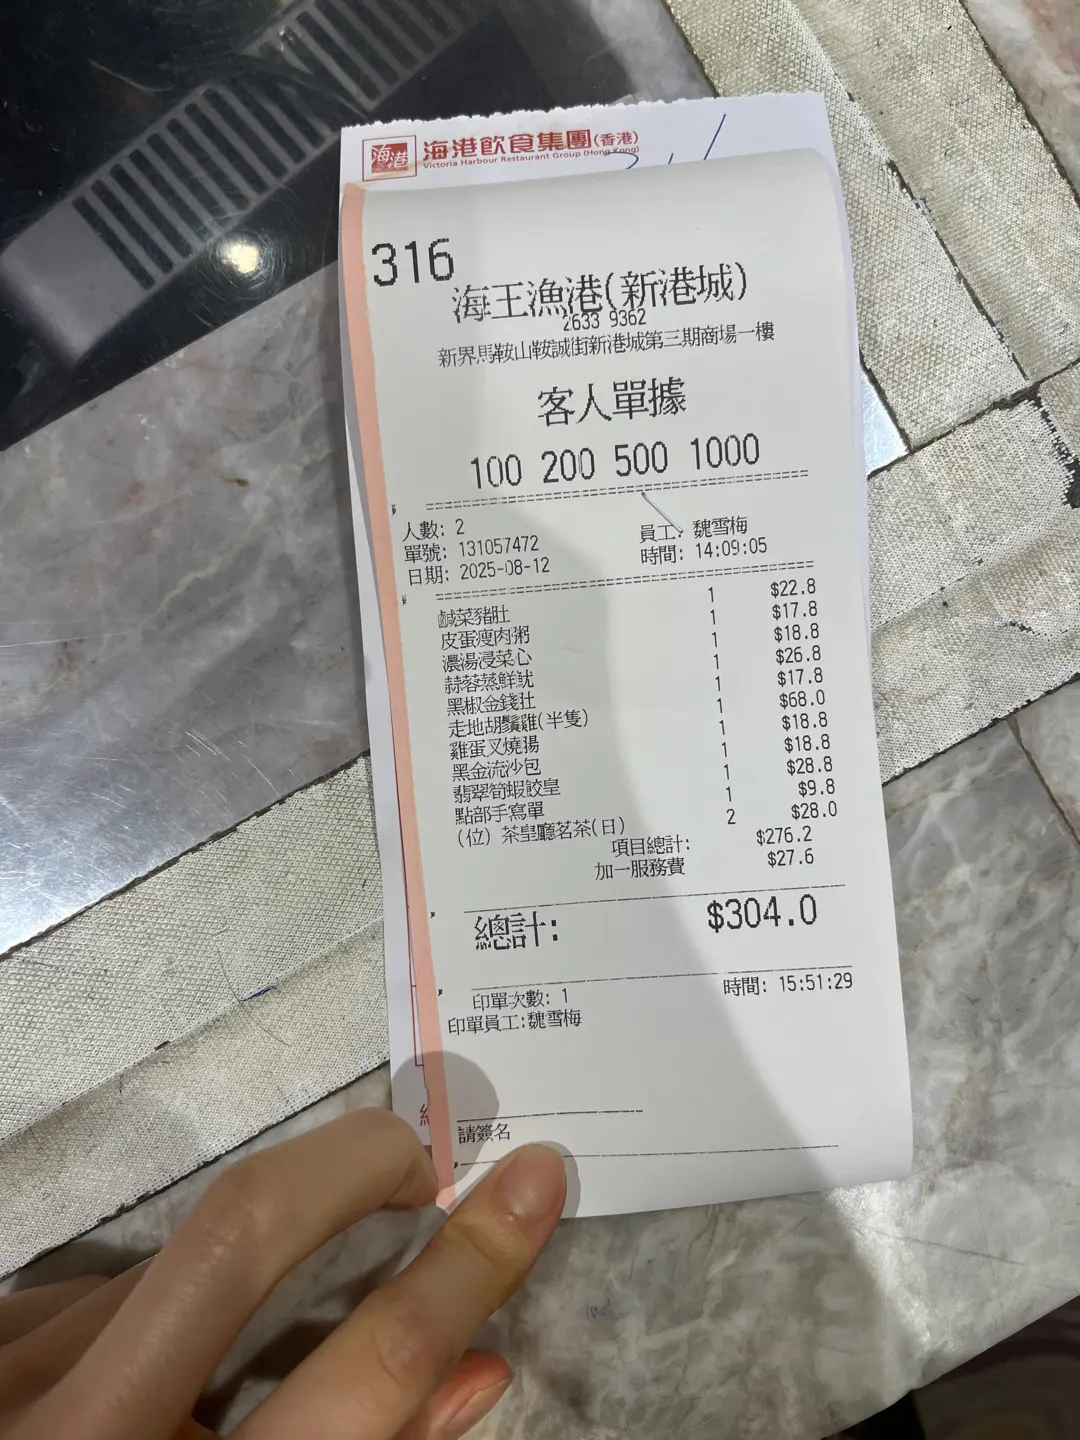 海港 海港飲食集團(香港)
Victoria Harbour Restaurant Group (Hong Kong)
316
海王漁港(新港城)
2633 9362
新界馬鞍山鞍誠街新港城第三期商場一樓
客人單據
100 200 500 1000
人數: 2 員工: 魏雪梅
單號: 131057472 時間: 14:09:05
日期: 2025-08-12
鹹菜豬肚 1 $22.8
皮蛋瘦肉粥 1 $17.8
濃湯浸菜心 1 $18.8
蒜蓉蒸鮮魷 1 $26.8
黑椒金錢肚 1 $17.8
走地胡鬚雞(半隻) 1 $68.0
雞蛋叉燒揚 1 $18.8
黑金流沙包 1 $18.8
翡翠筍蝦餃皇 1 $28.8
點部手寫單 1 $9.8
(位) 茶皇廳茗茶(日) 2 $28.0
項目總計: $276.2
加一服務費 $27.6
總計: $304.0
印單次數: 1 時間: 15:51:29
印單員工:魏雪梅
請簽名